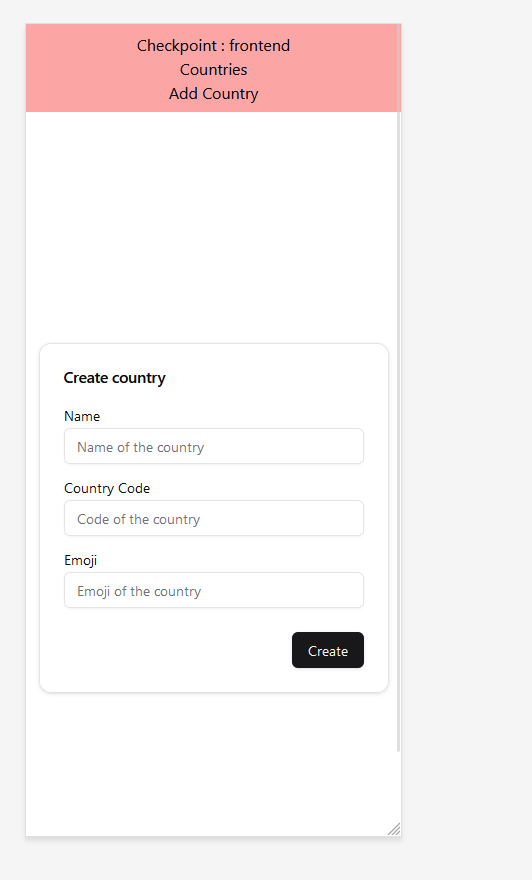 Checkpoint : frontend
Countries
Add Country
Create country
Name
Name of the country
Country Code
Code of the country
Emoji
Emoji of the country
Create